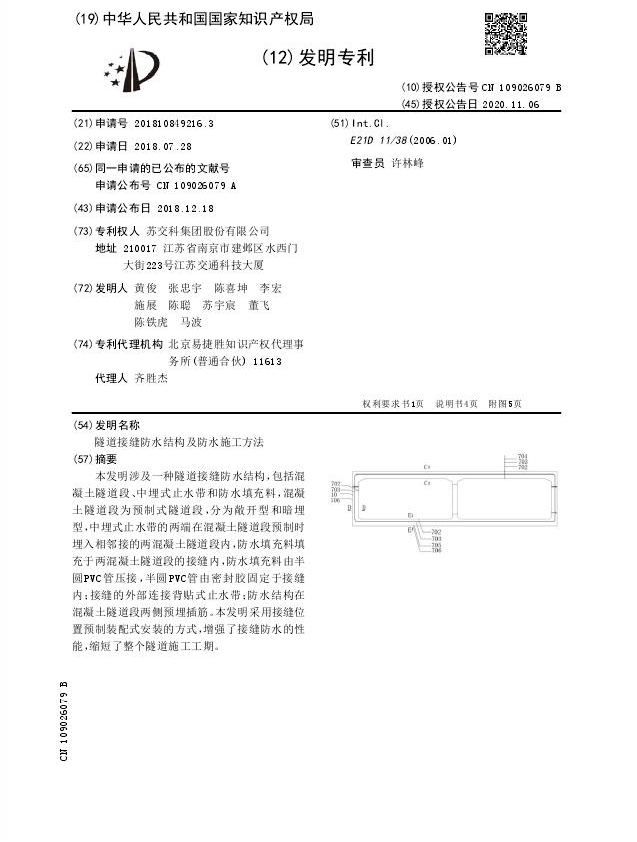 (19)中华人民共和国国家知识产权局
(12)发明专利
(10)授权公告号 CN 109026079 B
(45)授权公告日 2020.11.06
(21)申请号 201810849216.3
(22)申请日 2018.07.28
(65)同一申请的已公布的文献号
申请公布号 CN 109026079 A
(43)申请公布日 2018.12.18
(73)专利权人 苏交科集团股份有限公司
地址 210017 江苏省南京市建邺区水西门
大街223号江苏交通科技大厦
(72)发明人 黄俊 张忠宇 陈喜坤 李宏
施展 陈聪 苏宇宸 董飞
陈铁虎 马波
(74)专利代理机构 北京易捷胜知识产权代理事
务所(普通合伙) 11613
代理人 齐胜杰
(51)Int.Cl.
E21D 11/38(2006.01)
审查员 许林峰
权利要求书1页 说明书4页 附图5页
(54)发明名称
隧道接缝防水结构及防水施工方法
(57)摘要
本发明涉及一种隧道接缝防水结构,包括混
凝土隧道段、中埋式止水带和防水填充料,混凝
土隧道段为预制式隧道段,分为敞开型和暗埋
型,中埋式止水带的两端在混凝土隧道段预制时
埋入相邻接的两混凝土隧道段内,防水填充料填
充于两混凝土隧道段的接缝内,防水填充料由半
圆PVC管压接,半圆PVC管由密封胶固定于接缝
内;接缝的外部连接背贴式止水带;防水结构在
混凝土隧道段两侧预埋插筋。本发明采用接缝位
置预制装配式安装的方式,增强了接缝防水的性
能,缩短了整个隧道施工工期。
704
703
702
702
703
10
706
D
702
704
705
706
CN 109026079 B